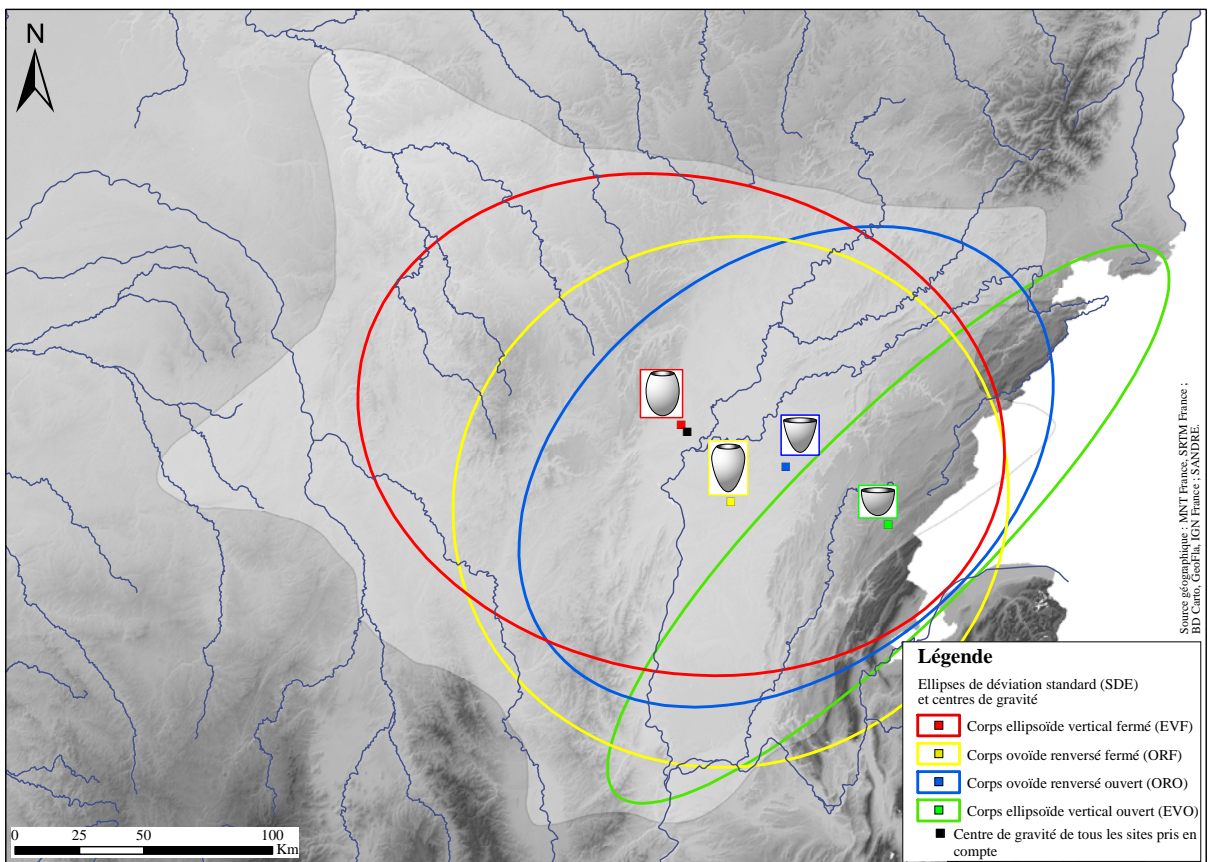 N
Source géographique : MNT France, SRTM France ;
BD Carto, GeoFla, IGN France ; SANDRE.
Légende
Ellipses de déviation standard (SDE)
et centres de gravité
Corps ellipsoïde vertical fermé (EVF)
Corps ovoïde renversé fermé (ORF)
Corps ovoïde renversé ouvert (ORO)
Corps ellipsoïde vertical ouvert (EVO)
Centre de gravité de tous les sites pris en
compte
0 25 50 100
Km